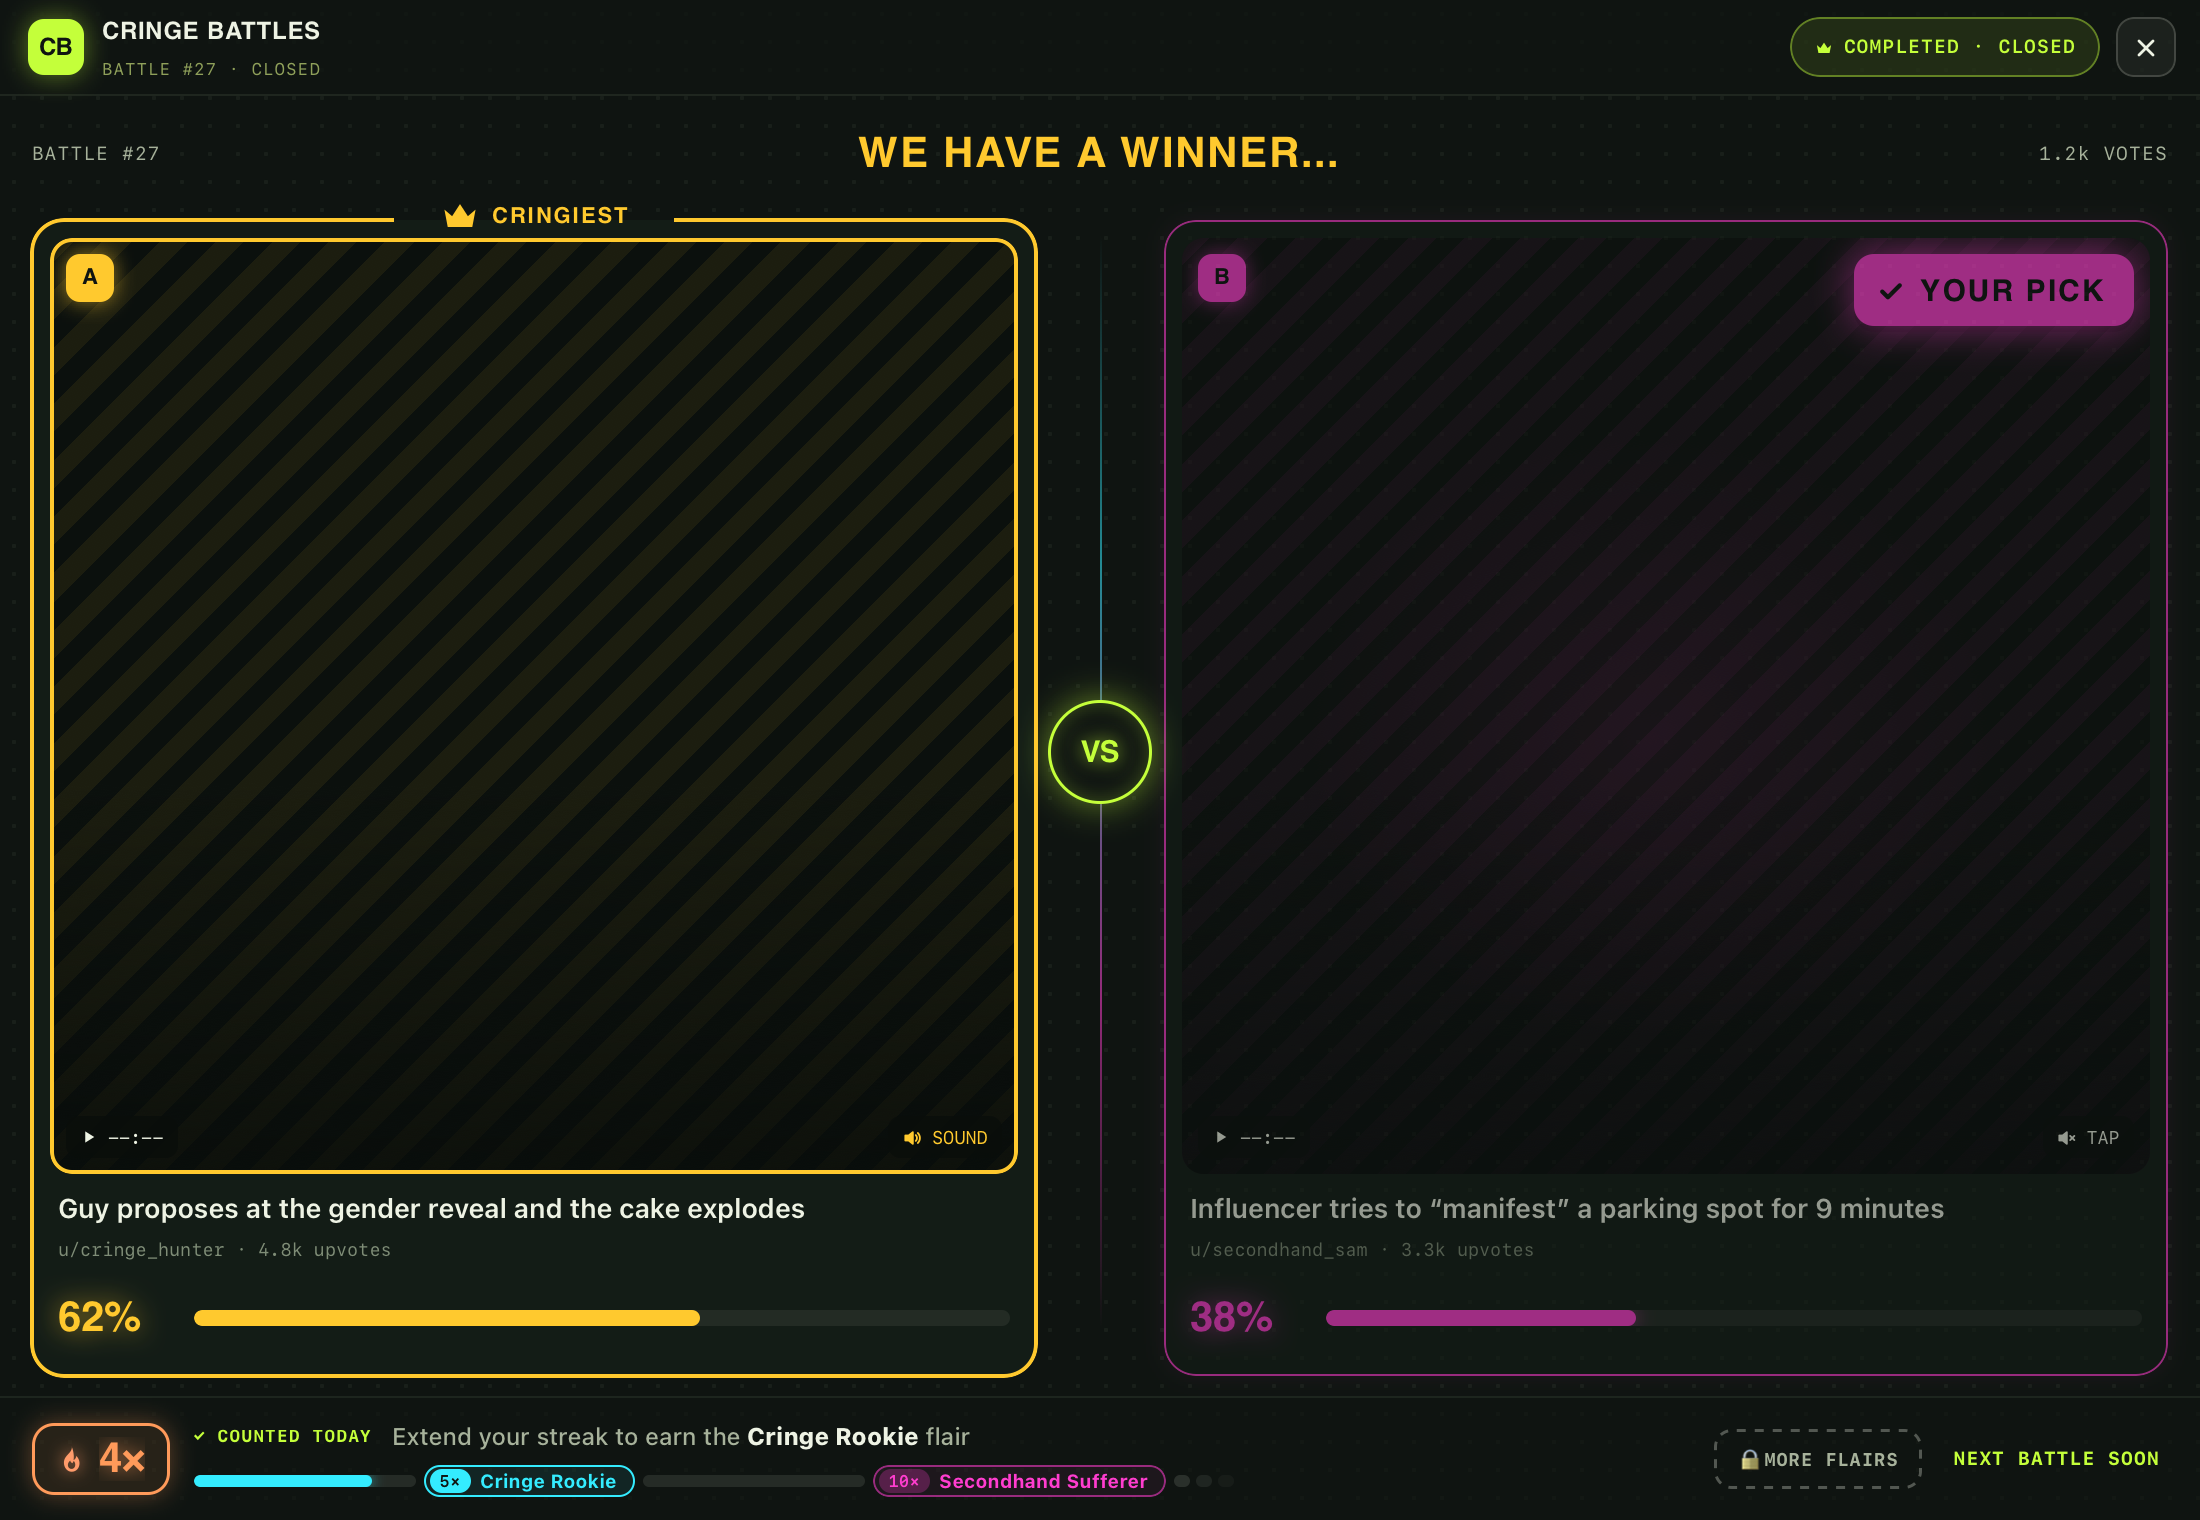 CB
CRINGE BATTLES
BATTLE #27 · CLOSED
COMPLETED · CLOSED
BATTLE #27
WE HAVE A WINNER...
1.2k VOTES
CRINGIEST
A
--:--
SOUND
Guy proposes at the gender reveal and the cake explodes
u/cringe_hunter · 4.8k upvotes
62%
VS
B
YOUR PICK
--:--
TAP
Influencer tries to “manifest” a parking spot for 9 minutes
u/secondhand_sam · 3.3k upvotes
38%
4×
COUNTED TODAY
Extend your streak to earn the Cringe Rookie flair
5× Cringe Rookie
10× Secondhand Sufferer
MORE FLAIRS
NEXT BATTLE SOON